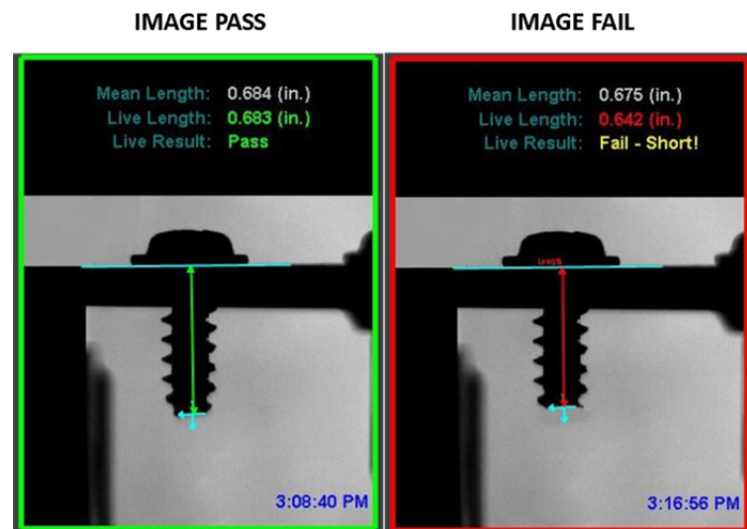 IMAGE PASS
Mean Length: 0.684 (in.)
Live Length: 0.683 (in.)
Live Result: Pass
3:08:40 PM
IMAGE FAIL
Mean Length: 0.675 (in.)
Live Length: 0.642 (in.)
Live Result: Fail - Short!
Length
3:16:56 PM